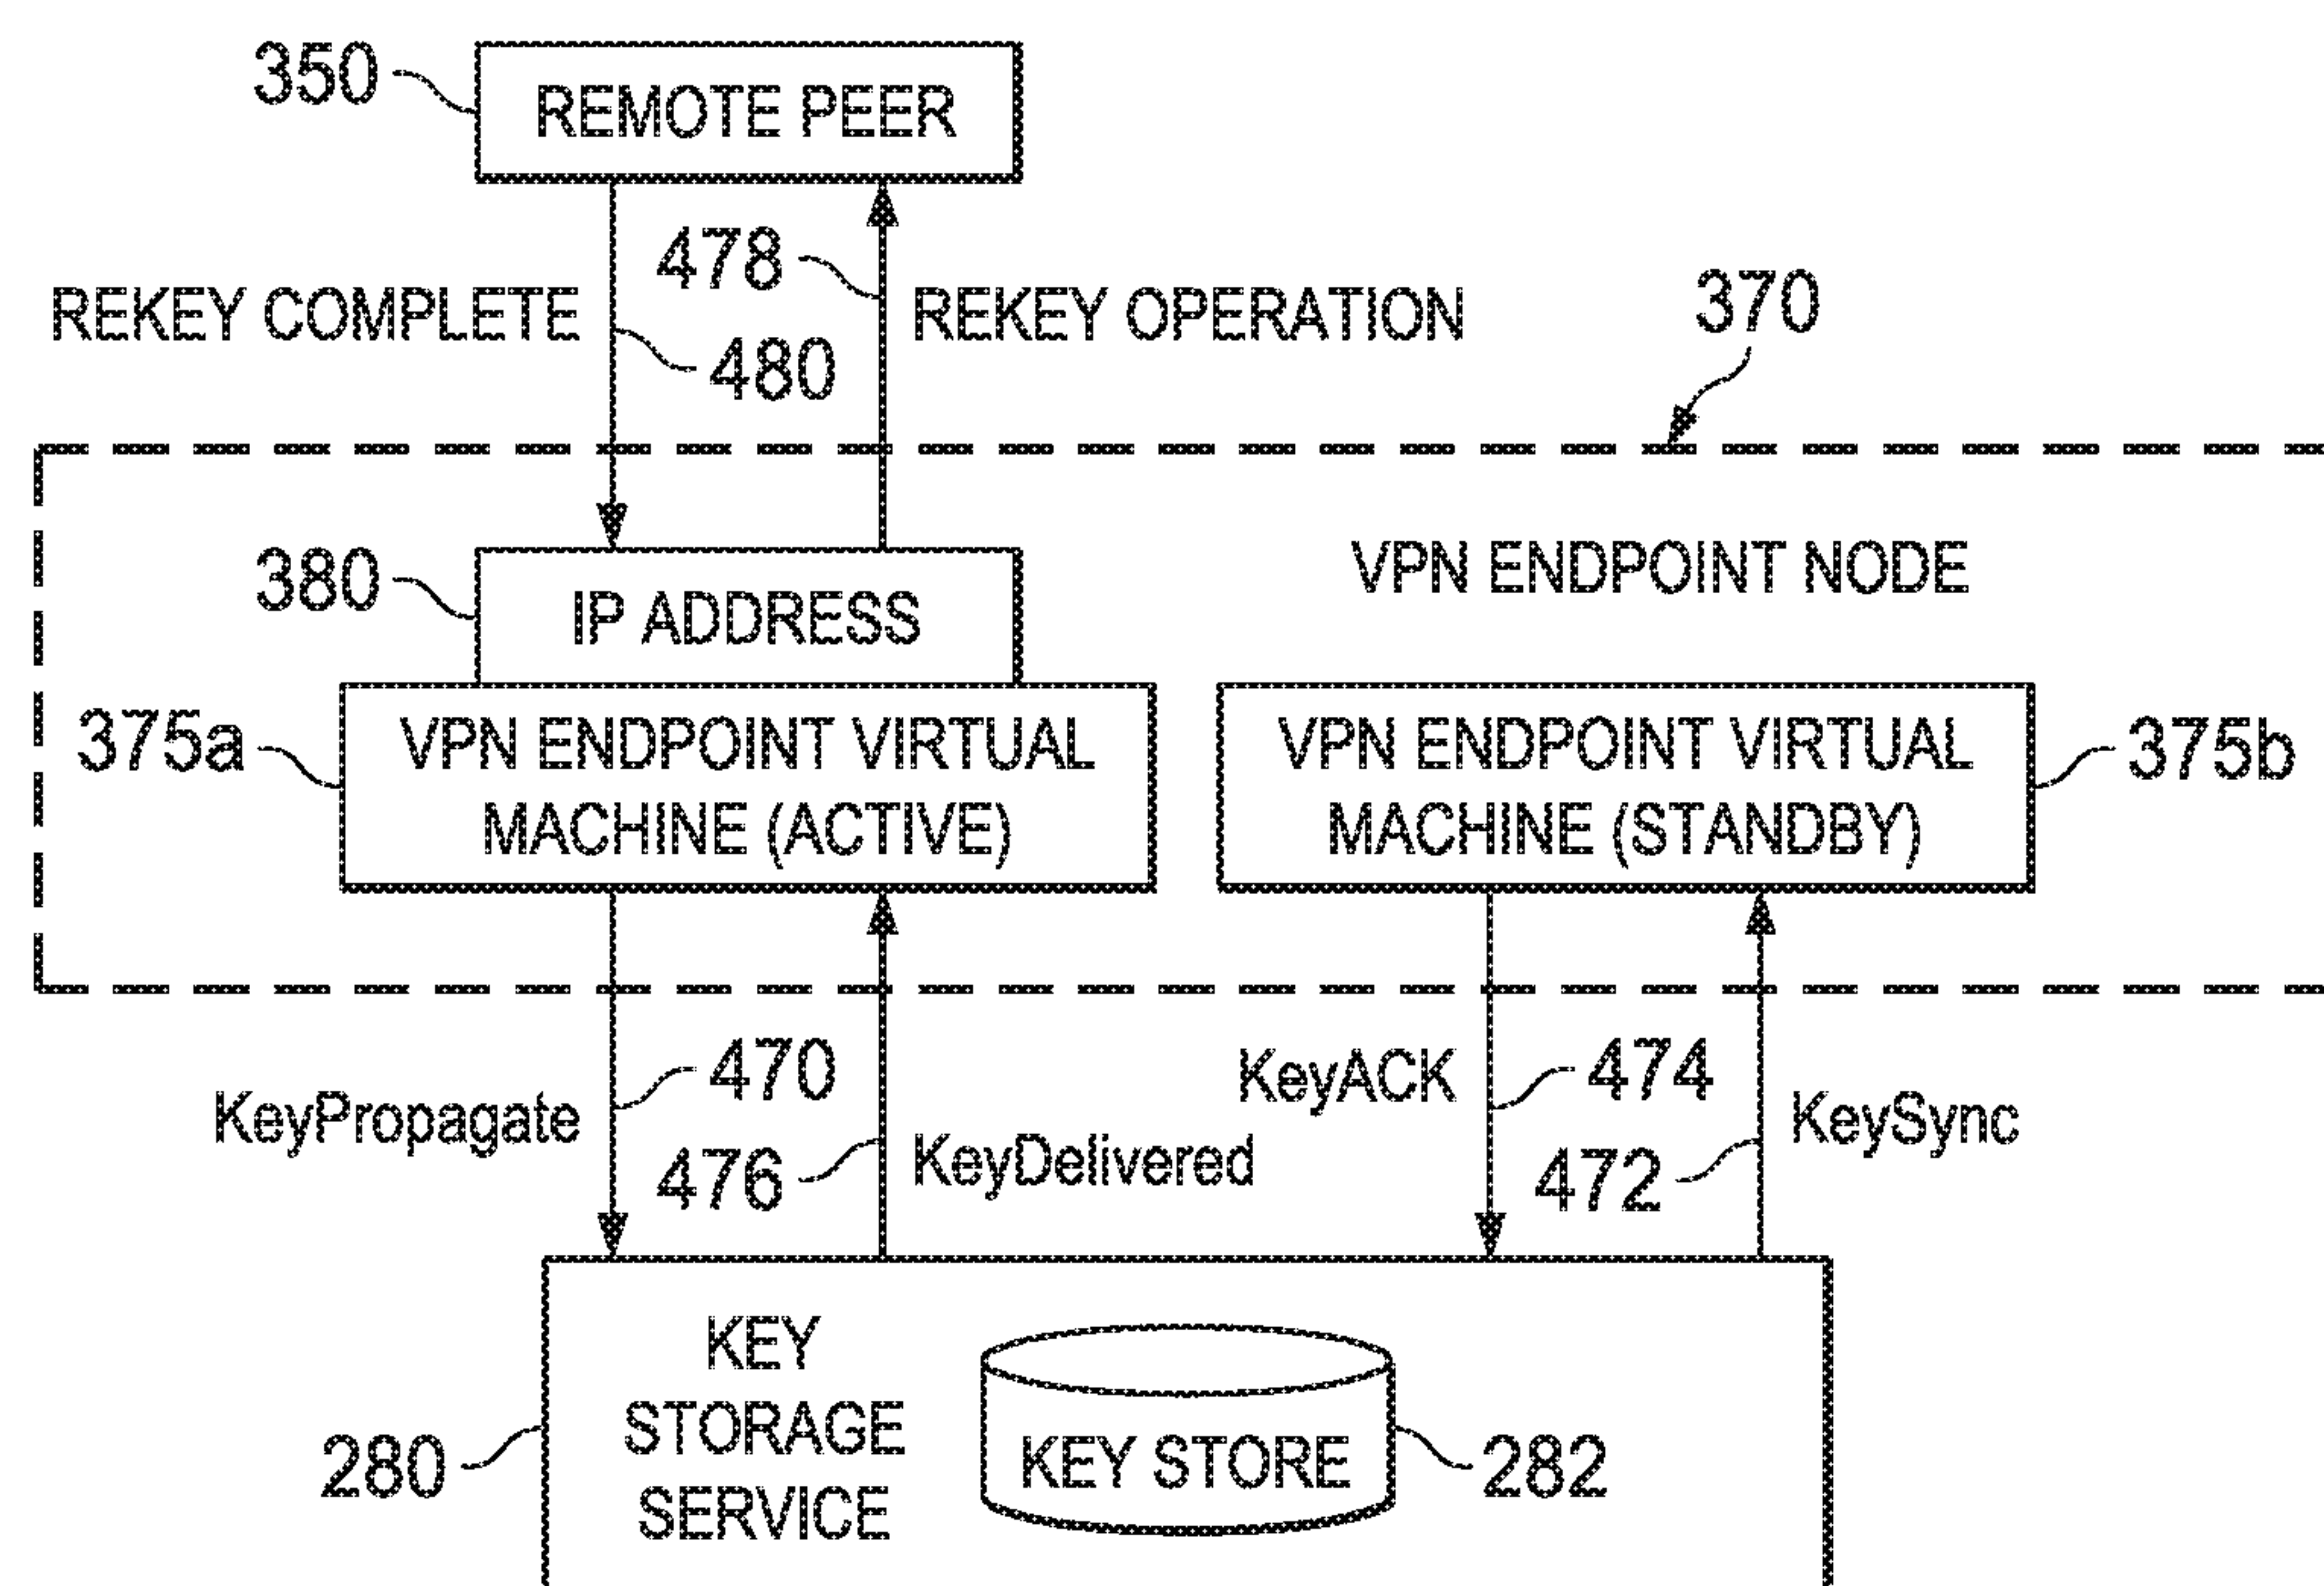 350
REMOTE PEER
478
REKEY COMPLETE
REKEY OPERATION
480
370
380
IP ADDRESS
VPN ENDPOINT NODE
375a
VPN ENDPOINT VIRTUAL
MACHINE (ACTIVE)
VPN ENDPOINT VIRTUAL
MACHINE (STANDBY)
375b
KeyPropagate
470
476
KeyDelivered
KeyACK
474
472
KeySync
280
KEY
STORAGE
SERVICE
KEY STORE
282